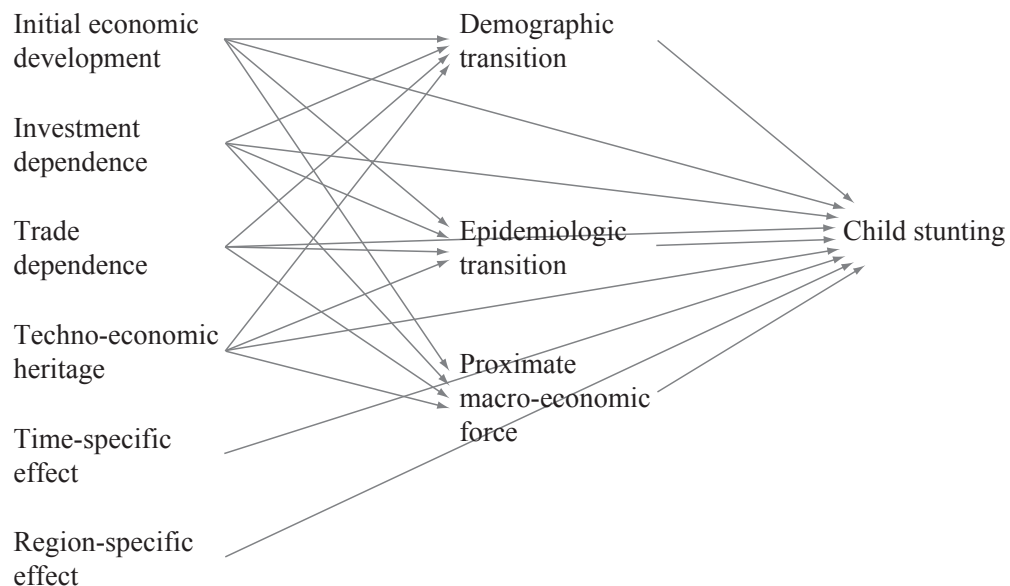 Initial economic
development
Investment
dependence
Trade
dependence
Techno-economic
heritage
Time-specific
effect
Region-specific
effect
Demographic
transition
Epidemiologic
transition
Proximate
macro-economic
force
Child stunting